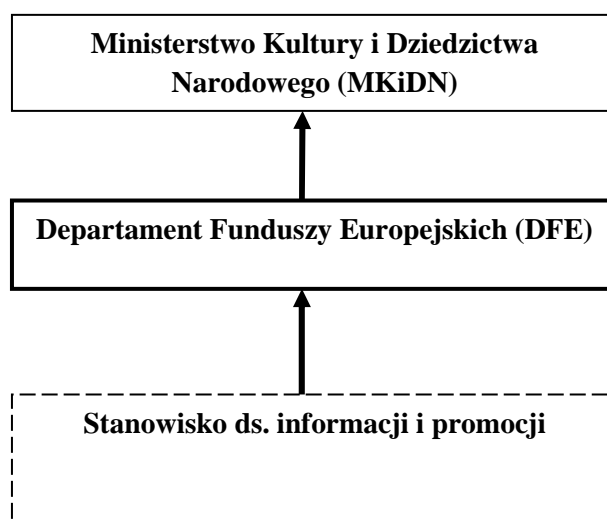 Ministerstwo Kultury i Dziedzictwa
Narodowego (MKiDN)
Departament Funduszy Europejskich (DFE)
Stanowisko ds. informacji i promocji